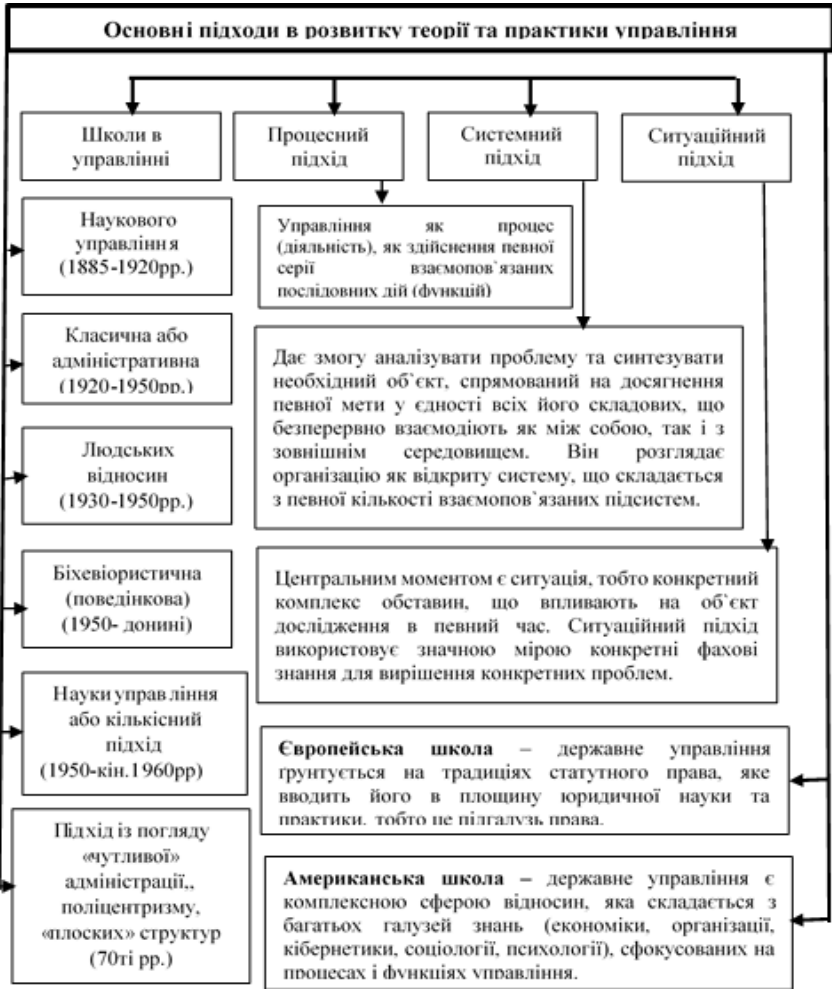 Основні підходи в розвитку теорії та практики управління
Школи в
управлінні
Процесний
підхід
Системний
підхід
Ситуаційний
підхід
Наукового
управління
(1885-1920рр.)
Класична або
адміністративна
(1920-1950рр.)
Людських
відносин
(1930-1950рр.)
Біхевіористична
(поведінкова)
(1950- донині)
Науки управління
або кількісний
підхід
(1950-кін.1960рр)
Підхід із погляду
«чутливої»
адміністрації,,
поліцентризму,
«плоских» структур
(70ті рр.)
Управління як процес
(діяльність), як здійснення певної
серії взаємопов`язаних
послідовних дій (функцій)
Дає змогу аналізувати проблему та синтезувати
необхідний об`єкт, спрямований на досягнення
певної мети у єдності всіх його складових, що
безперервно взаємодіють як між собою, так і з
зовнішнім середовищем. Він розглядає
організацію як відкриту систему, що складається
з певної кількості взаємопов`язаних підсистем.
Центральним моментом є ситуація, тобто конкретний
комплекс обставин, що впливають на об`єкт
дослідження в певний час. Ситуаційний підхід
використовує значною мірою конкретні фахові
знання для вирішення конкретних проблем.
Європейська школа – державне управління
ґрунтується на традиціях статутного права, яке
вводить його в площину юридичної науки та
практики, тобто це підгалузь права.
Американська школа – державне управління є
комплексною сферою відносин, яка складається з
багатьох галузей знань (економіки, організації,
кібернетики, соціології, психології), сфокусованих на
процесах і функціях управління.